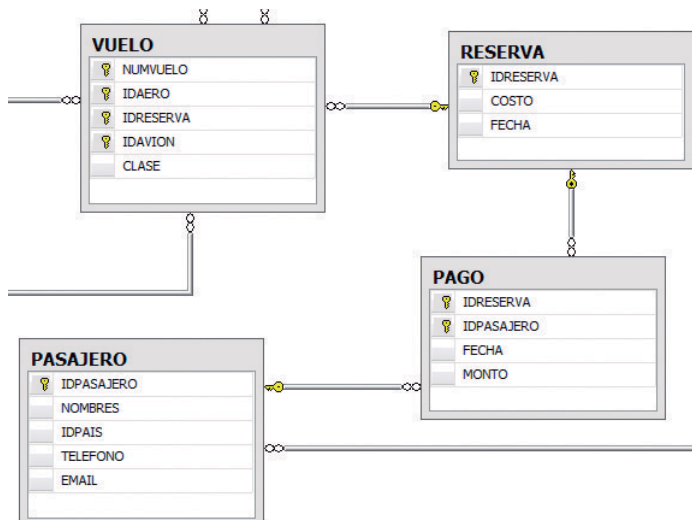 VUELO
NUMVUELO
IDAERO
IDRESERVA
IDAVION
CLASE
RESERVA
IDRESERVA
COSTO
FECHA
PAGO
IDRESERVA
IDPASAJERO
FECHA
MONTO
PASAJERO
IDPASAJERO
NOMBRES
IDPAIS
TELEFONO
EMAIL